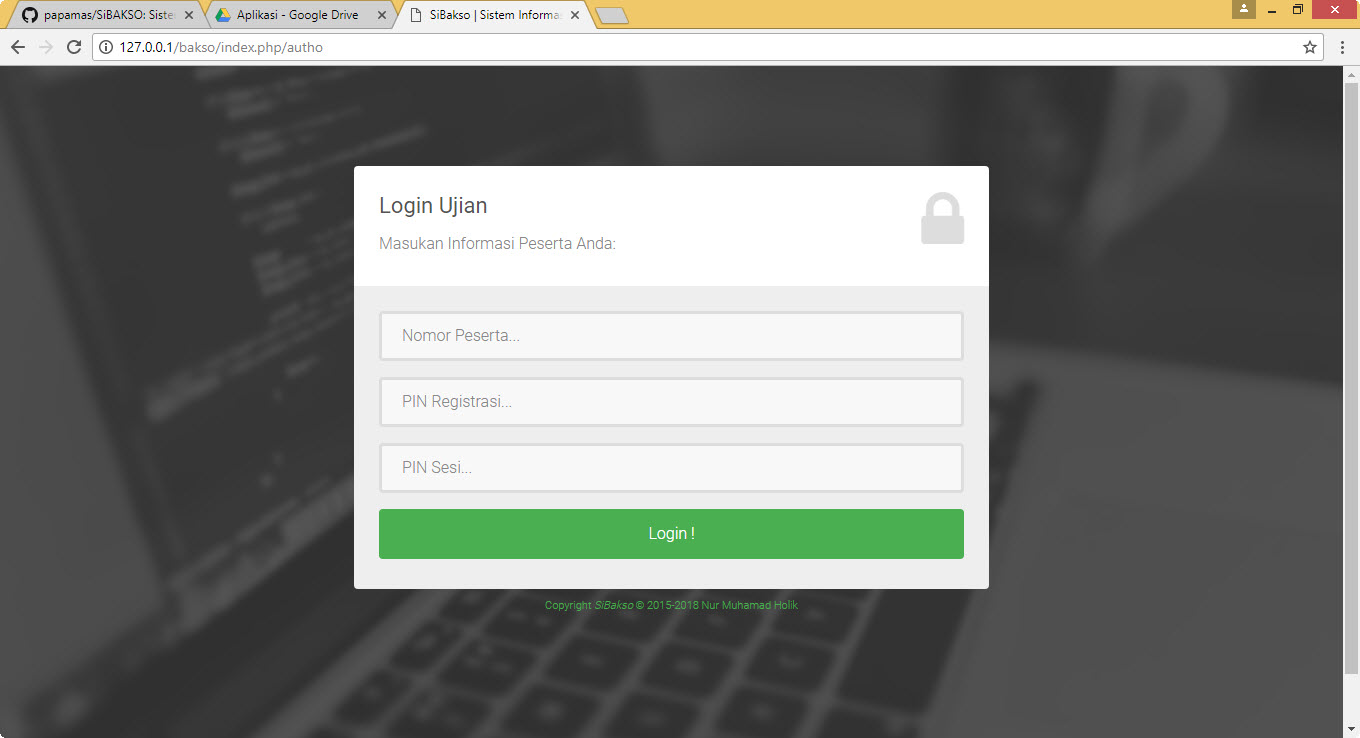 papamas/SiBAKSO: Siste
Aplikasi - Google Drive
SiBakso | Sistem Informa
127.0.0.1/bakso/index.php/autho
Login Ujian
Masukan Informasi Peserta Anda:
Nomor Peserta...
PIN Registrasi...
PIN Sesi...
Login !
Copyright SiBakso © 2015-2018 Nur Muhamad Holik